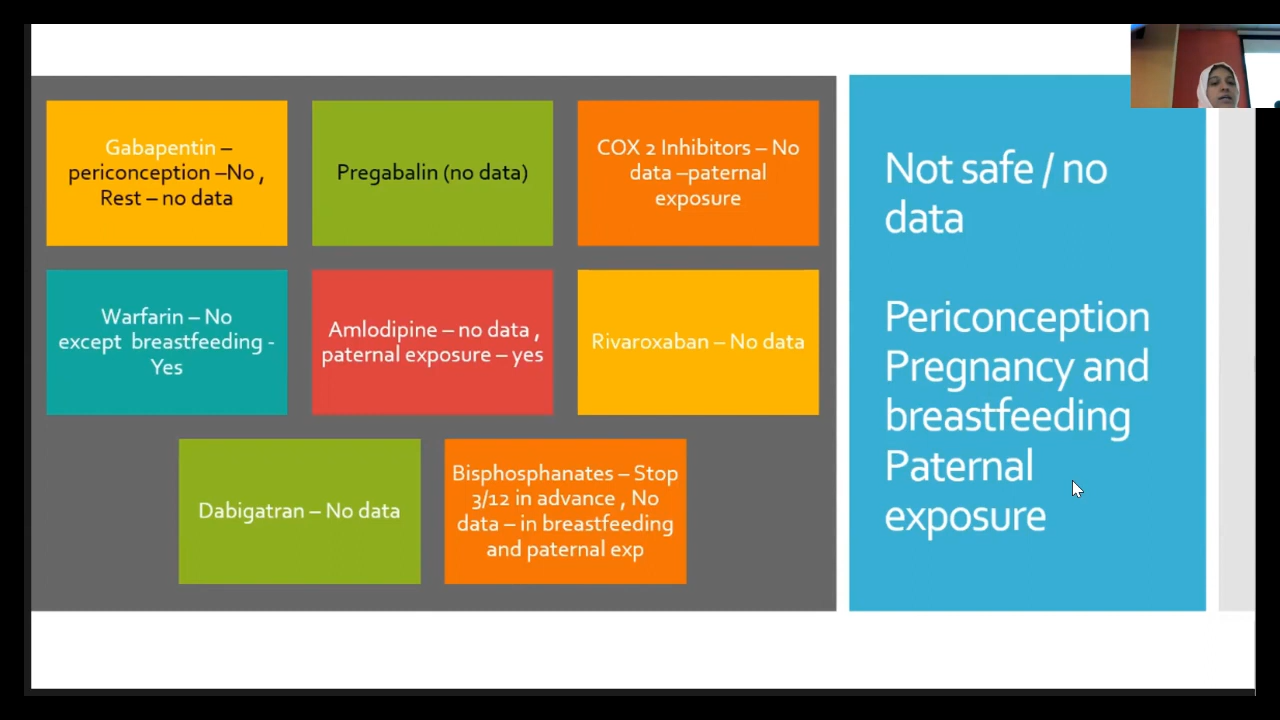 Gabapentin –
periconception –No ,
Rest – no data
Pregabalin (no data)
COX 2 Inhibitors – No
data –paternal
exposure
Warfarin – No
except breastfeeding -
Yes
Amlodipine – no data ,
paternal exposure – yes
Rivaroxaban – No data
Dabigatran – No data
Bisphosphanates – Stop
3/12 in advance , No
data – in breastfeeding
and paternal exp
Not safe / no
data
Periconception
Pregnancy and
breastfeeding
Paternal
exposure